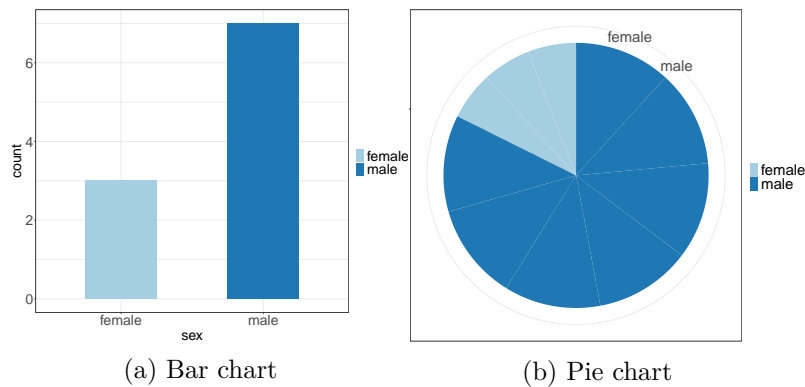 6
4
2
0
count
female
male
sex
female
male
(a) Bar chart
female
male
female
male
(b) Pie chart